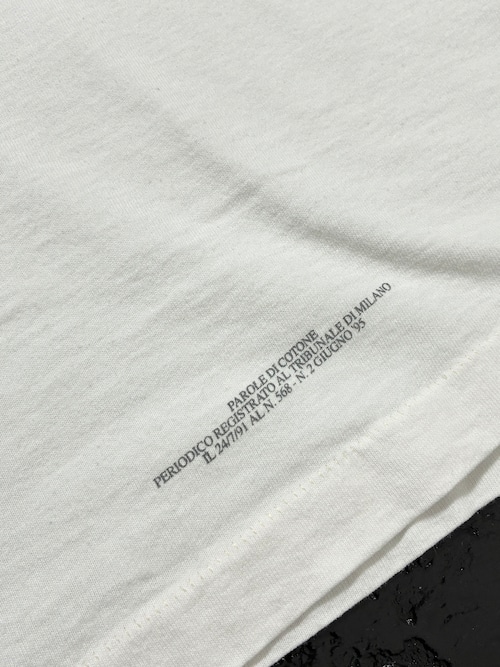 PAROLE DI COTONE
PERIODICO REGISTRATO AL TRIBUNALE DI MILANO
IL 24/7/91 AL N. 568 - N. 2 GIUGNO '95